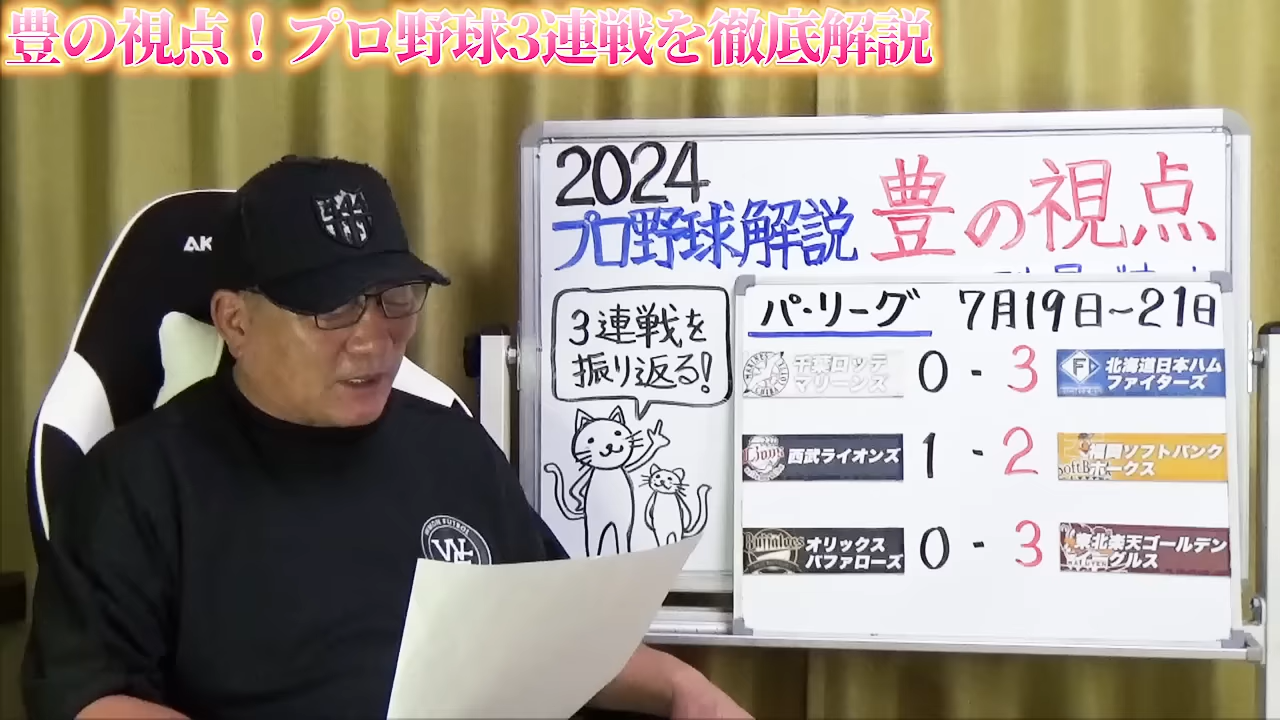 豊の視点！プロ野球3連戦を徹底解説
AK
2024
プロ野球解説 豊の視点
3連戦を
振り返る!
パ・リーグ 7月19日~21日
千葉ロッテ
マリーンズ
0 - 3
北海道日本ハム
ファイターズ
西武ライオンズ
1 - 2
福岡ソフトバンク
ホークス
Buffaloes
オリックス
バファローズ
0 - 3
東北楽天ゴールデン
グルス